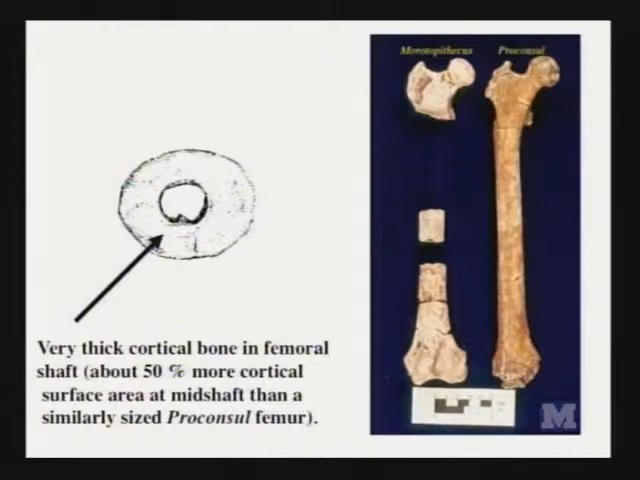 Morotopithecus Proconsul
Very thick cortical bone in femoral
shaft (about 50 % more cortical
surface area at midshaft than a
similarly sized Proconsul femur).
M